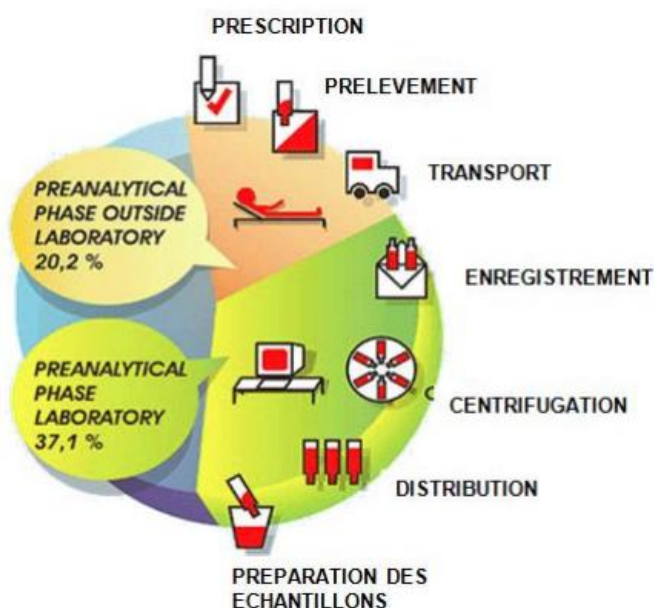 PRESCRIPTION
PRELEVEMENT
TRANSPORT
PREANALYTICAL
PHASE OUTSIDE
LABORATORY
20,2 %
ENREGISTREMENT
PREANALYTICAL
PHASE
LABORATORY
37,1 %
CENTRIFUGATION
DISTRIBUTION
PREPARATION DES
ECHANTILLONS